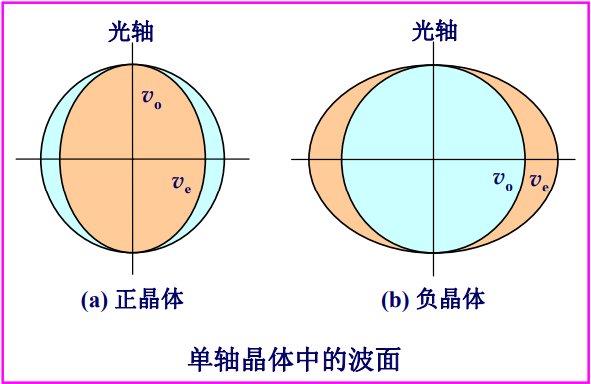 光轴
光轴
v_o
v_e
v_o
v_e
(a) 正晶体
(b) 负晶体
单轴晶体中的波面